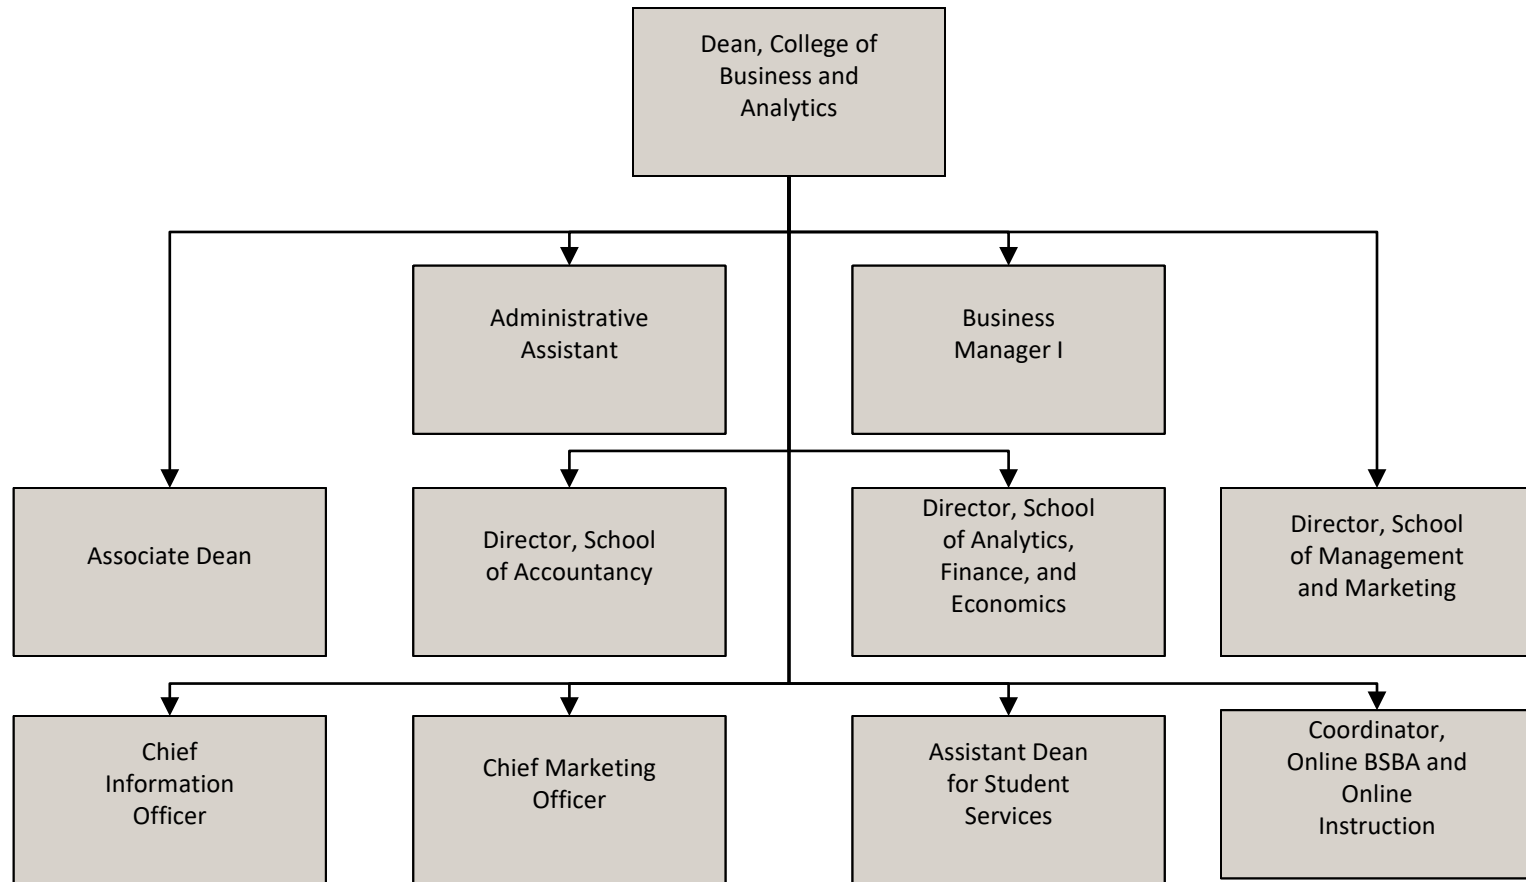 Dean, College of
Business and
Analytics
Administrative
Assistant
Business
Manager I
Associate Dean
Director, School
of Accountancy
Director, School
of Analytics,
Finance, and
Economics
Director, School
of Management
and Marketing
Chief
Information
Officer
Chief Marketing
Officer
Assistant Dean
for Student
Services
Coordinator,
Online BSBA and
Online
Instruction